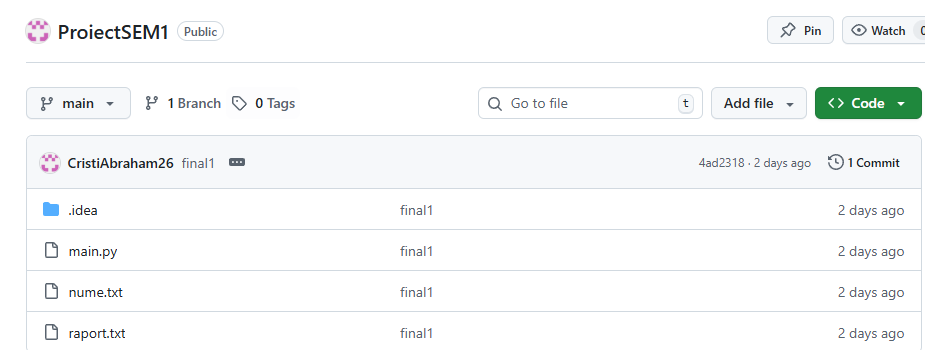 ProiectSEM1 Public Pin Watch
main 1 Branch 0 Tags Go to file t Add file Code
CristiAbraham26 final1 4ad2318 · 2 days ago 1 Commit
.idea final1 2 days ago
main.py final1 2 days ago
nume.txt final1 2 days ago
raport.txt final1 2 days ago